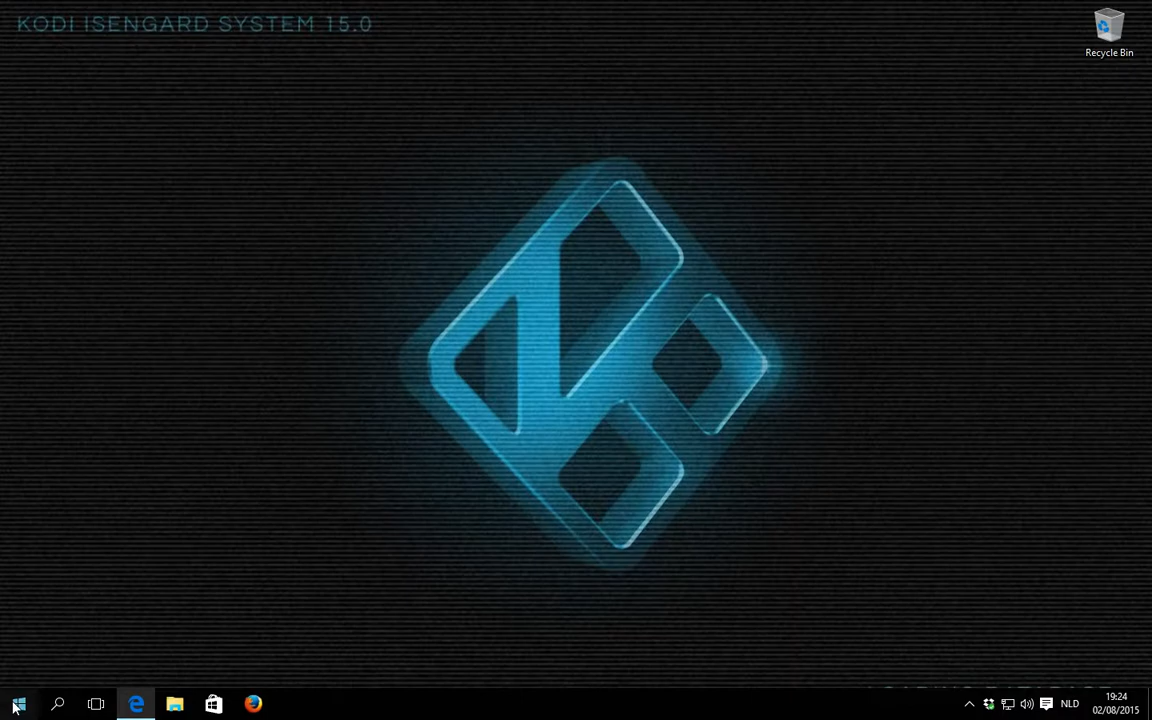 KODI ISENGARD SYSTEM 15.0
Recycle Bin
NLD
19:24
02/08/2015